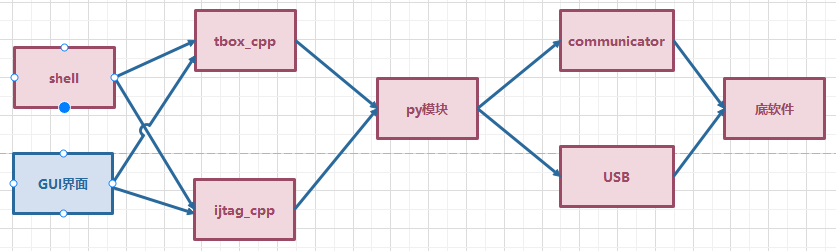 shell
GUI界面
tbox_cpp
ijtag_cpp
py模块
communicator
USB
底软件